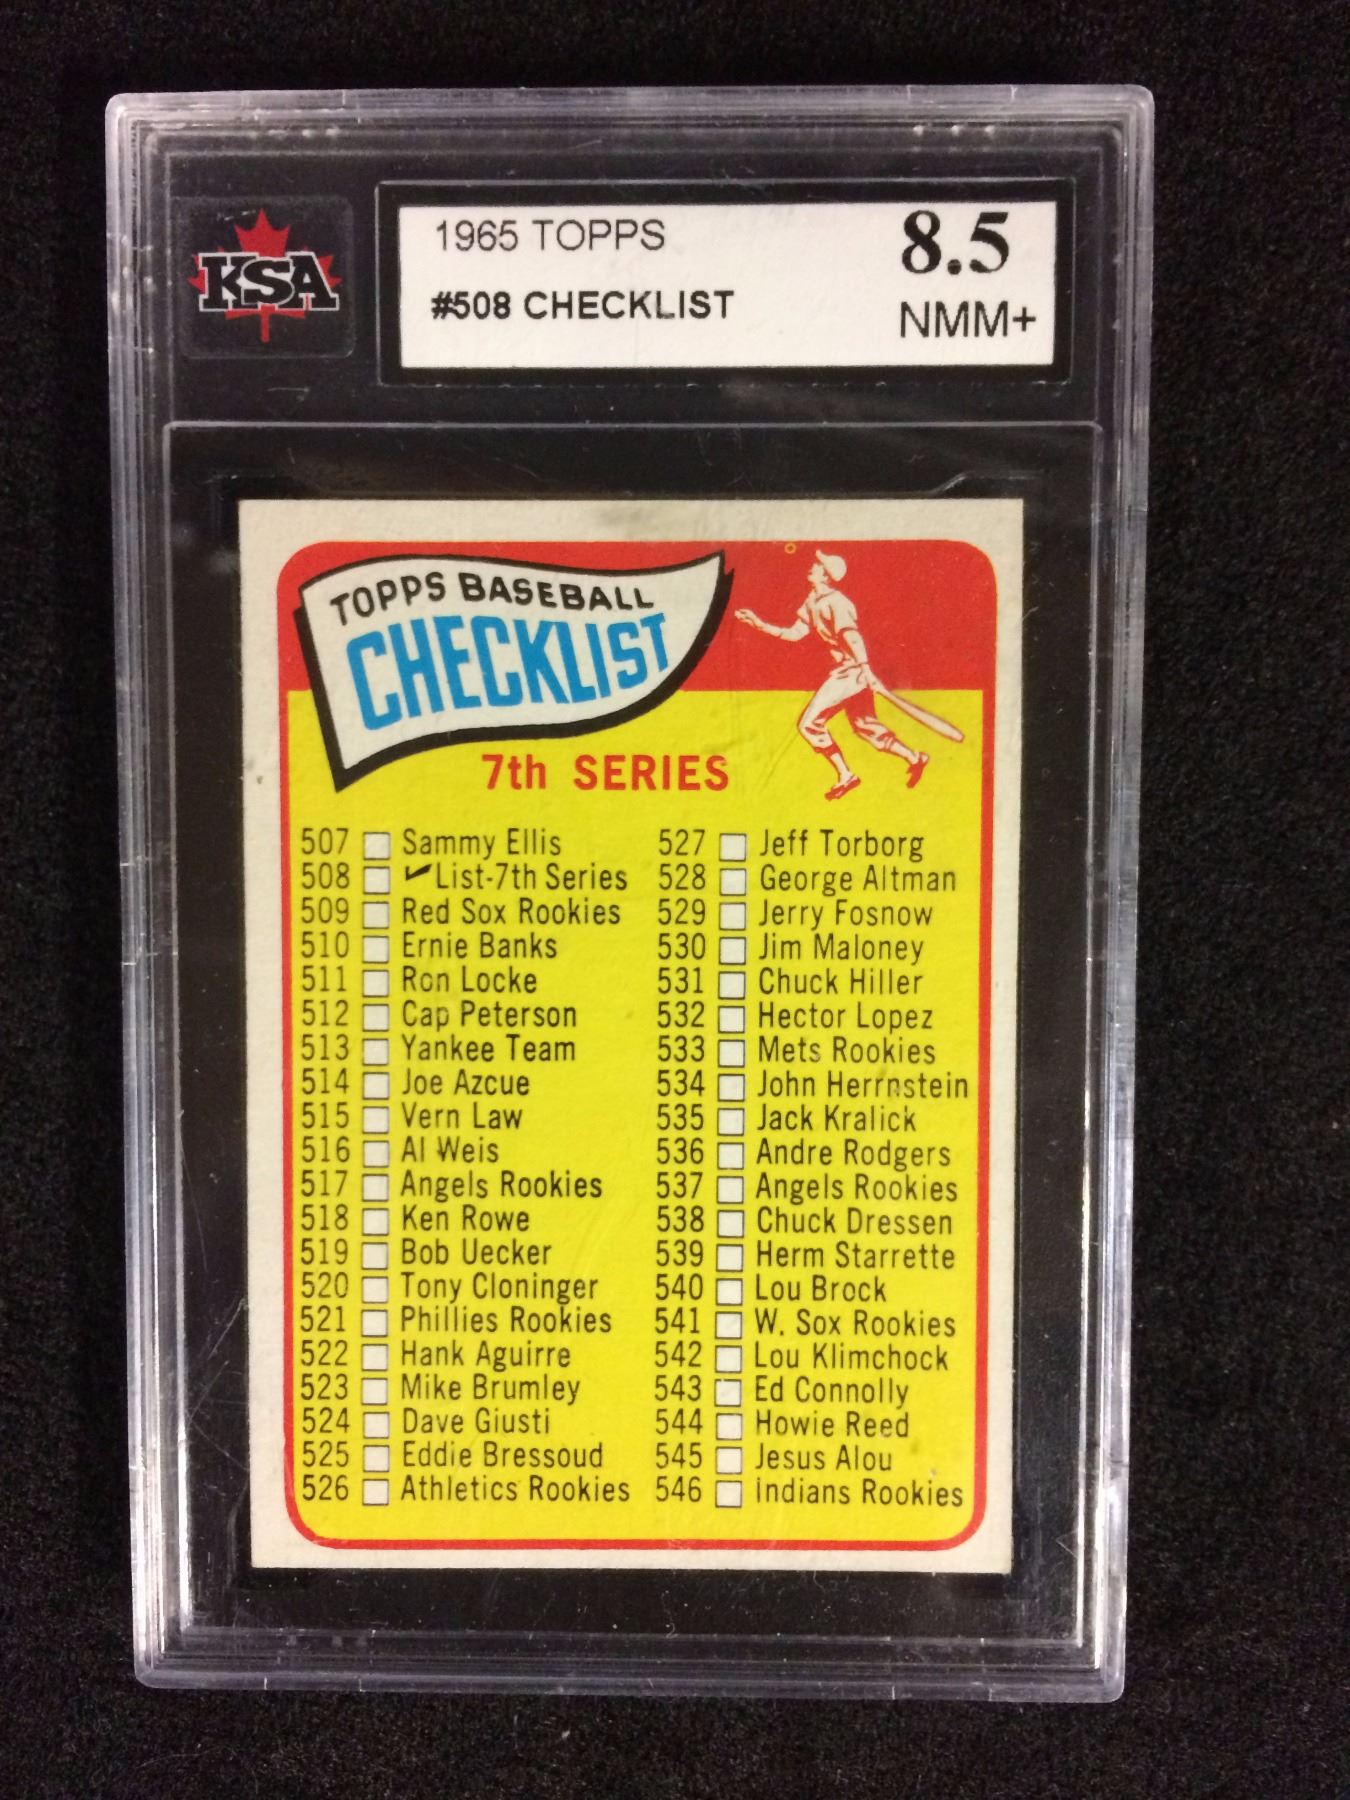 KSA
1965 TOPPS
8.5
#508 CHECKLIST
NMM+
TOPPS BASEBALL
CHECKLIST
7th SERIES
507 Sammy Ellis
508 List-7th Series
509 Red Sox Rookies
510 Ernie Banks
511 Ron Locke
512 Cap Peterson
513 Yankee Team
514 Joe Azcue
515 Vern Law
516 Al Weis
517 Angels Rookies
518 Ken Rowe
519 Bob Uecker
520 Tony Cloninger
521 Phillies Rookies
522 Hank Aguirre
523 Mike Brumley
524 Dave Giusti
525 Eddie Bressoud
526 Athletics Rookies
527 Jeff Torborg
528 George Altman
529 Jerry Fosnow
530 Jim Maloney
531 Chuck Hiller
532 Hector Lopez
533 Mets Rookies
534 John Herrnstein
535 Jack Kralick
536 Andre Rodgers
537 Angels Rookies
538 Chuck Dressen
539 Herm Starrette
540 Lou Brock
541 W. Sox Rookies
542 Lou Klimchock
543 Ed Connolly
544 Howie Reed
545 Jesus Alou
546 Indians Rookies